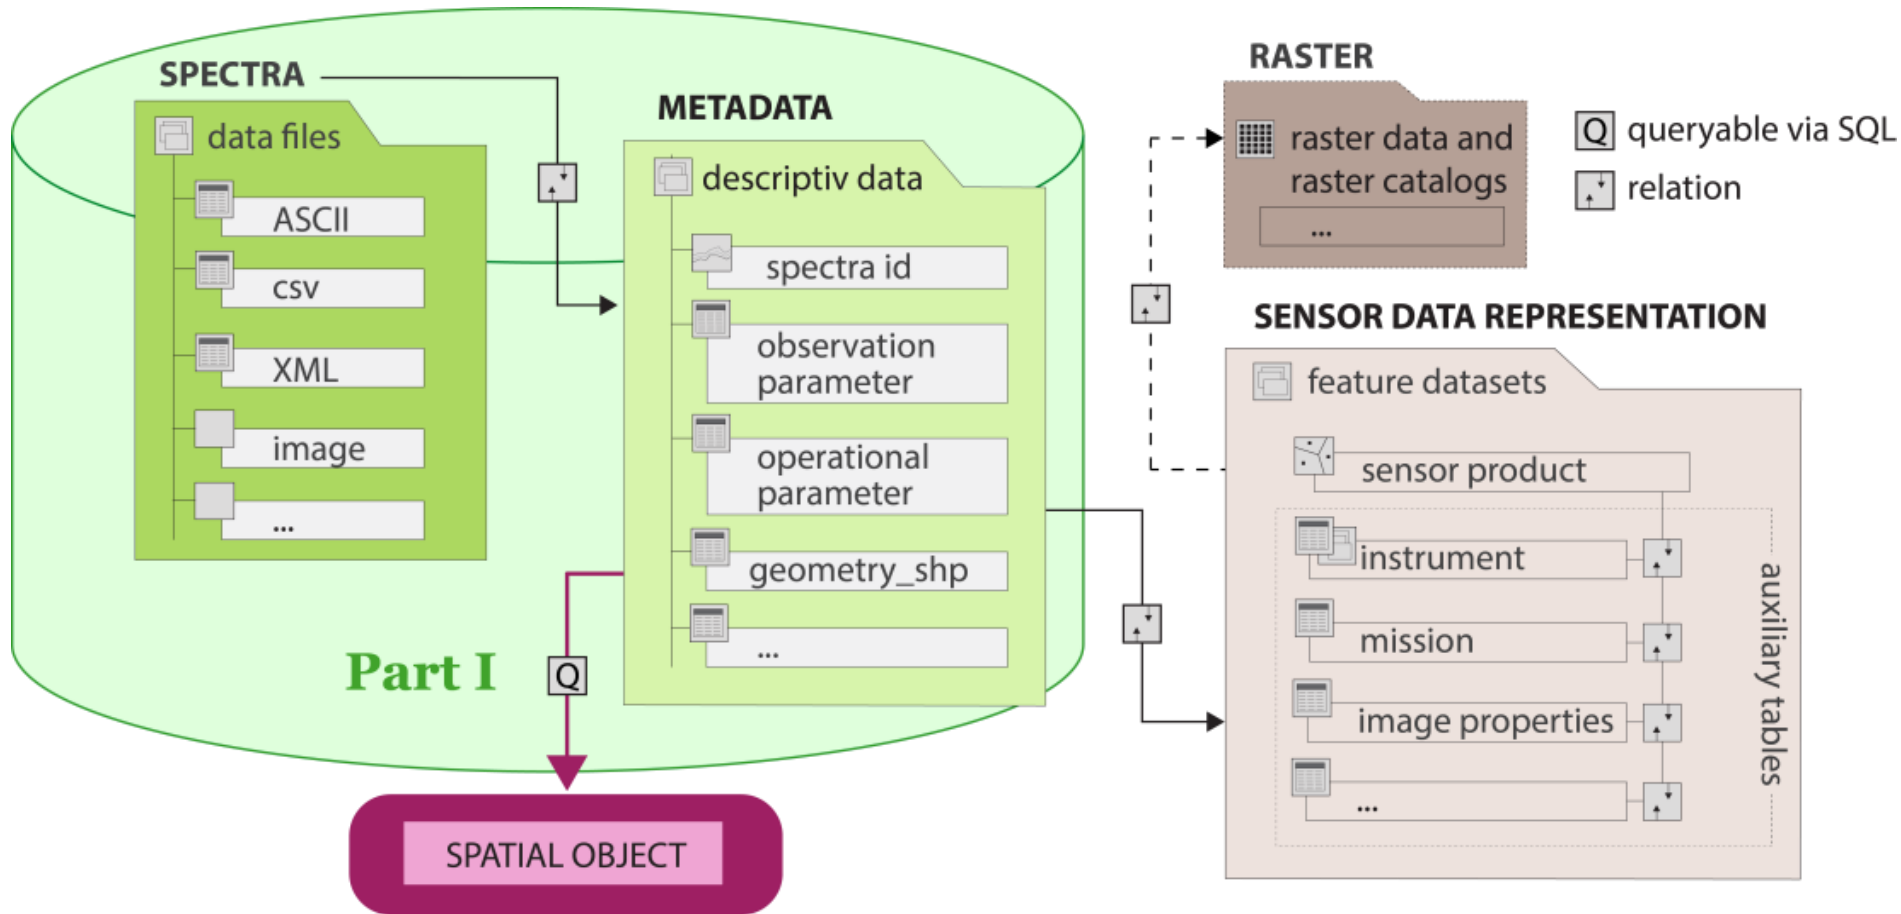 SPECTRA
data files
ASCII
csv
XML
image
...
METADATA
descriptiv data
spectra id
observation
parameter
operational
parameter
geometry_shp
...
Part I
Q
SPATIAL OBJECT
RASTER
raster data and
raster catalogs
...
Q queryable via SQL
relation
SENSOR DATA REPRESENTATION
feature datasets
sensor product
instrument
mission
image properties
...
auxiliary tables